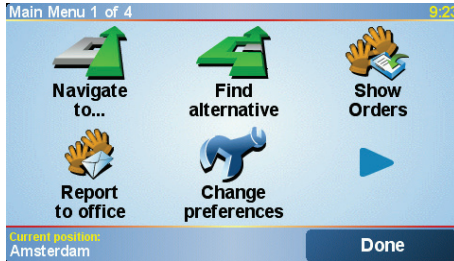 Main Menu 1 of 4
9:23
Navigate
to...
Find
alternative
Show
Orders
Report
to office
Change
preferences
Current position:
Amsterdam
Done